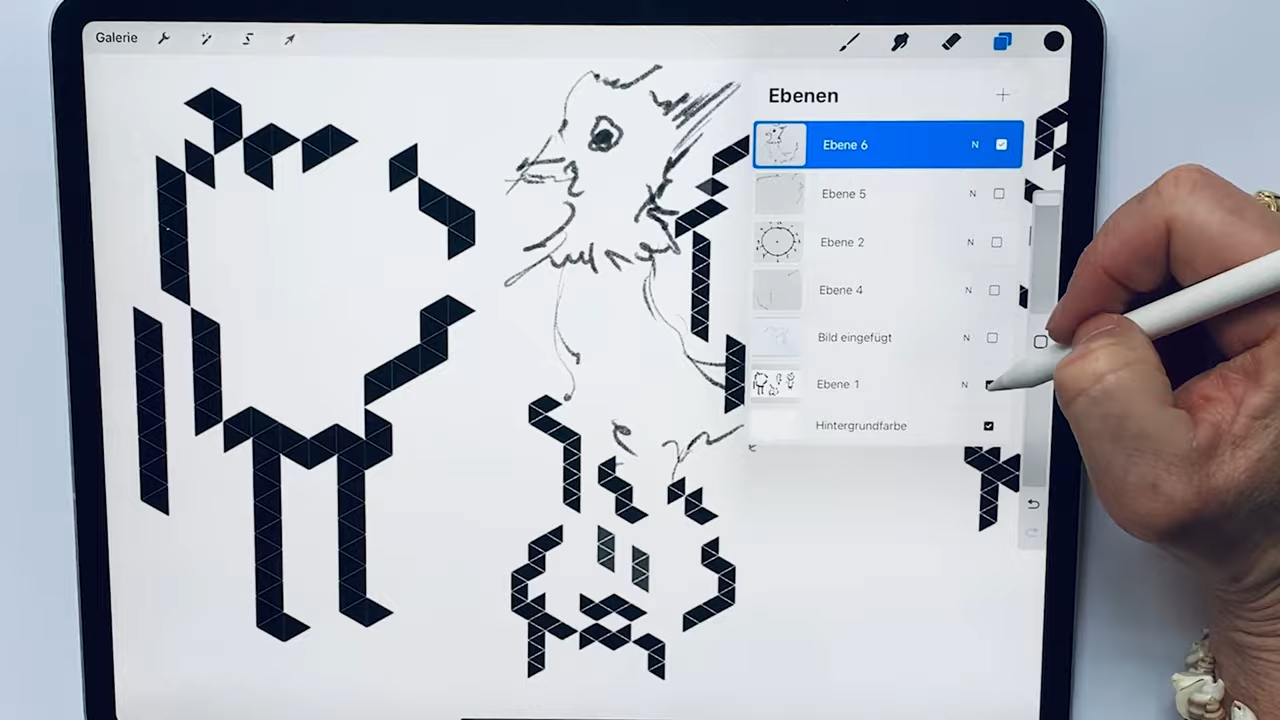 Galerie
Ebenen
Ebene 6 N
Ebene 5 N
Ebene 2 N
Ebene 4 N
Bild eingefügt N
Ebene 1 N
Hintergrundfarbe